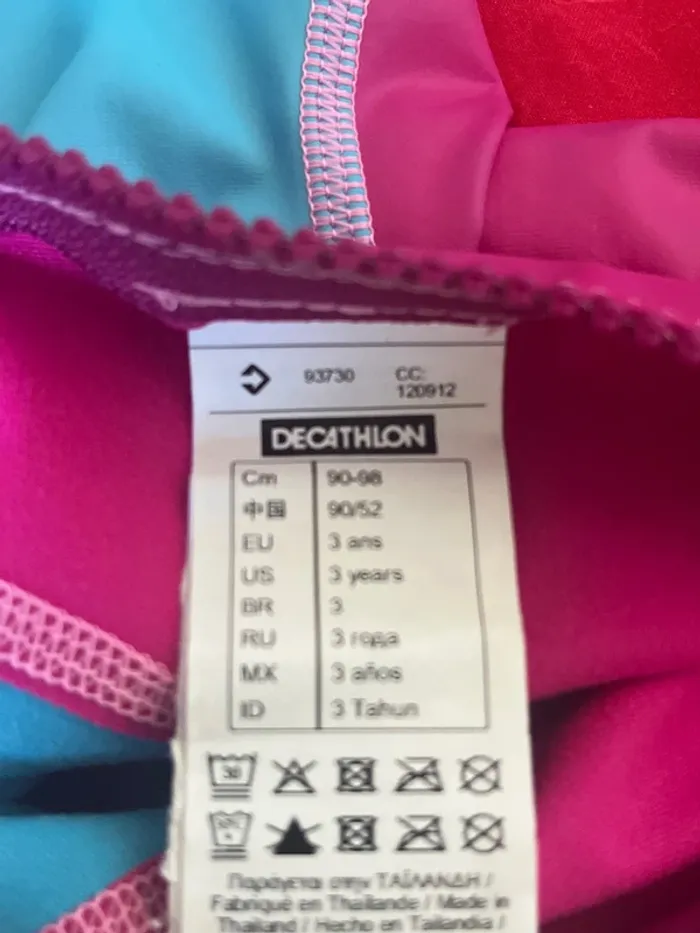 93730 CC:
120912
DECATHLON
Cm 90-98
中国 90/52
EU 3 ans
US 3 years
BR 3
RU 3 года
MX 3 años
ID 3 Tahun
30
Παράγεται στην ΤΑΪΛΑΝΔΗ /
Fabriqué en Thaïlande / Made in
Thailand / Hecho en Tailandia /